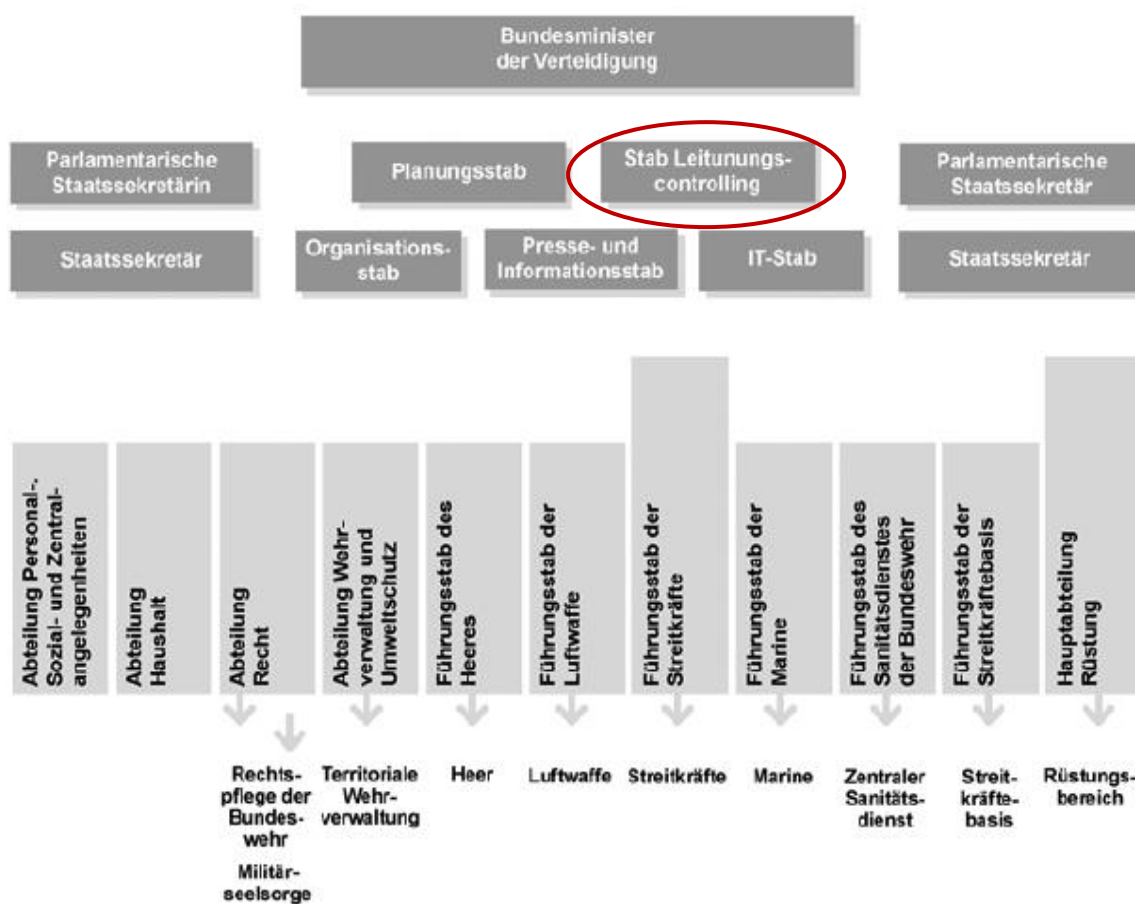 Bundesminister
der Verteidigung
Parlamentarische
Staatssekretärin
Planungsstab
Stab Leitunungs-
controlling
Parlamentarische
Staatssekretär
Staatssekretär
Organisations-
stab
Presse- und
Informationsstab
IT-Stab
Staatssekretär
Abteilung Personal-.
Sozial- und Zentral-
angelegenheiten
Abteilung
Haushalt
Abteilung
Recht
Abteilung Wehr-
verwaltung und
Umweltschutz
Führungsstab des
Heeres
Führungsstab der
Luftwaffe
Führungsstab der
Streitkräfte
Führungsstab der
Marine
Führungsstab des
Sanitätsdienstes
der Bundeswehr
Führungsstab der
Streitkräftebasis
Hauptabteilung
Rüstung
Rechts-
pflege der
Bundes-
wehr
Militär-
seelsorge
Territoriale
Wehr-
verwaltung
Heer
Luftwaffe
Streitkräfte
Marine
Zentraler
Sanitäts-
dienst
Streit-
kräfte-
basis
Rüstungs-
bereich